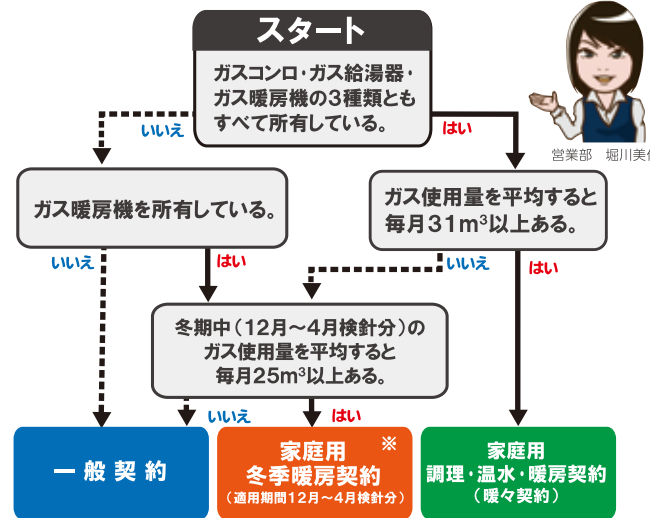 スタート
ガスコンロ・ガス給湯器・
ガス暖房機の3種類とも
すべて所有している。
いいえ
はい
営業部 堀川美
ガス暖房機を所有している。
ガス使用量を平均すると
毎月31m³以上ある。
いいえ
はい
いいえ
はい
冬期中(12月〜4月検針分)の
ガス使用量を平均すると
毎月25m³以上ある。
いいえ
はい
一般契約
家庭用 ※
冬季暖房契約
(適用期間12月〜4月検針分)
家庭用
調理・温水・暖房契約
(暖々契約)